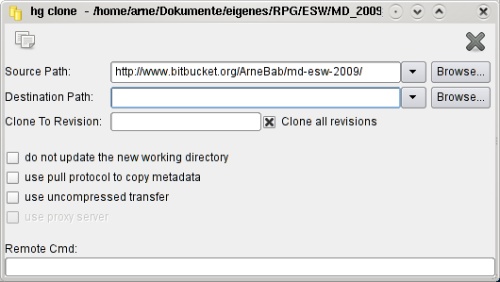 hg clone - /home/arne/Dokumente/eigenes/RPG/ESW/MD_2009
Source Path: http://www.bitbucket.org/ArneBab/md-esw-2009/ Browse...
Destination Path: Browse...
Clone To Revision: Clone all revisions
do not update the new working directory
use pull protocol to copy metadata
use uncompressed transfer
use proxy server
Remote Cmd: